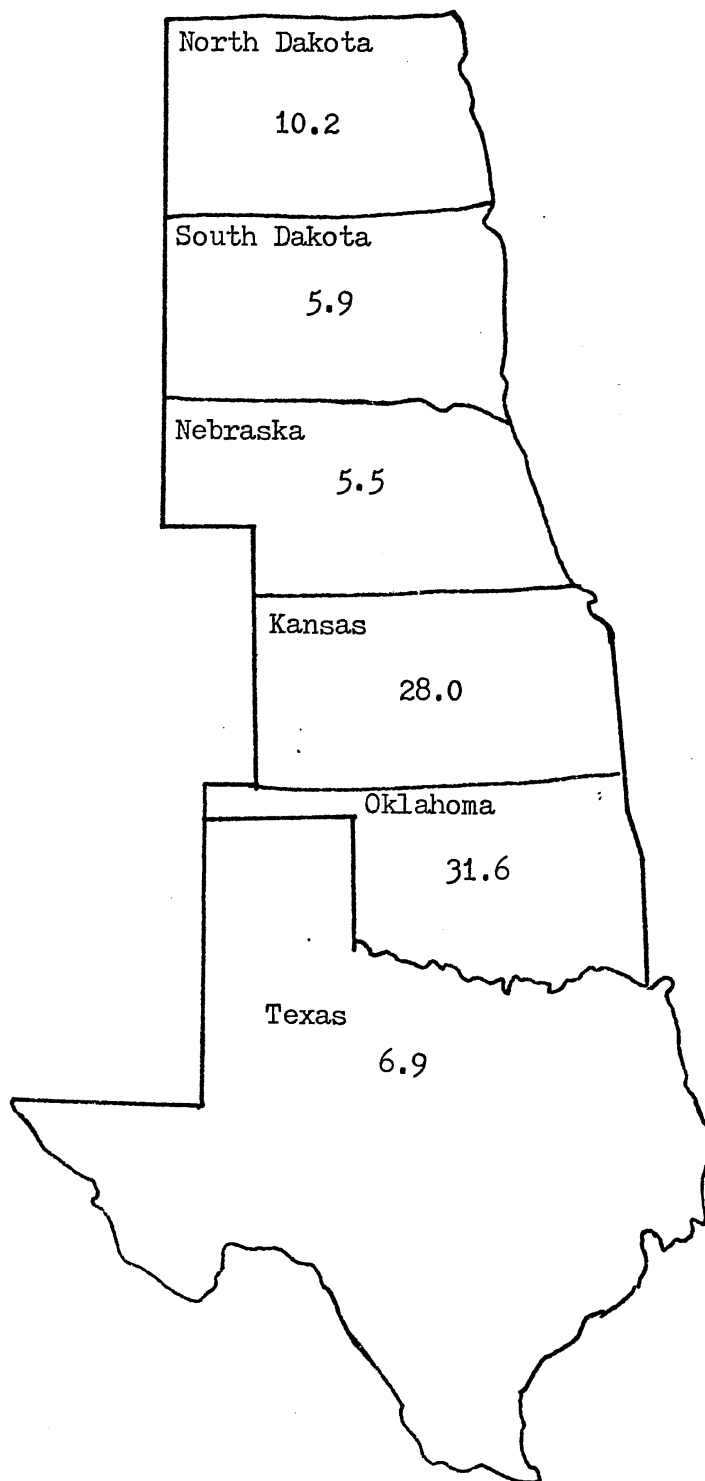 North Dakota
10.2
South Dakota
5.9
Nebraska
5.5
Kansas
28.0
Oklahoma
31.6
Texas
6.9